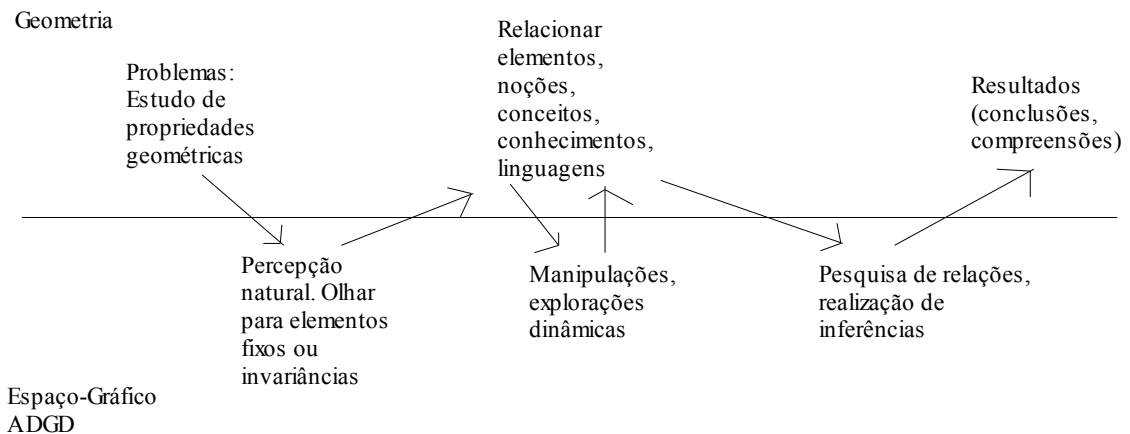 Geometria
Problemas:
Estudo de
propriedades
geométricas
Relacionar
elementos,
noções,
conceitos,
conhecimentos,
linguagens
Resultados
(conclusões,
compreensões)
Percepção
natural. Olhar
para elementos
fixos ou
invariâncias
Manipulações,
explorações
dinâmicas
Pesquisa de relações,
realização de
inferências
Espaço-Gráfico
ADGD